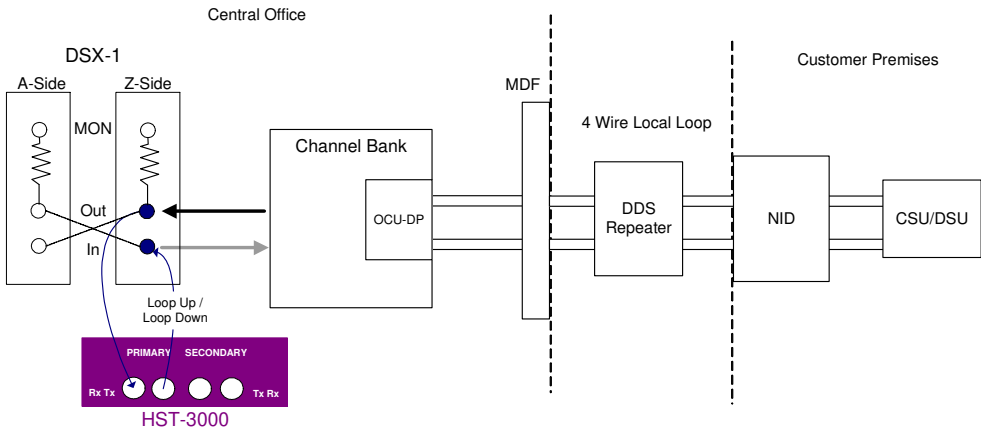 Central Office
DSX-1
A-Side
Z-Side
MON
Out
In
Loop Up /
Loop Down
PRIMARY
SECONDARY
Rx Tx
Tx Rx
HST-3000
Channel Bank
OCU-DP
MDF
4 Wire Local Loop
DDS
Repeater
Customer Premises
NID
CSU/DSU